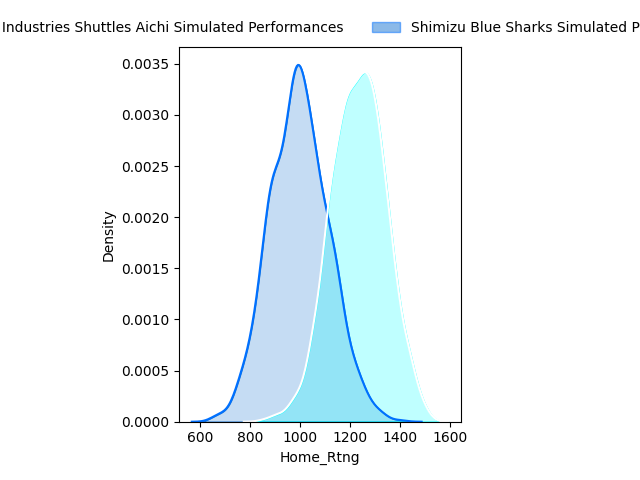 Industries Shuttles Aichi Simulated Performances
Shimizu Blue Sharks Simulated P
0.0035
0.0030
0.0025
0.0020
0.0015
0.0010
0.0005
0.0000
Density
600 800 1000 1200 1400 1600
Home_Rtng